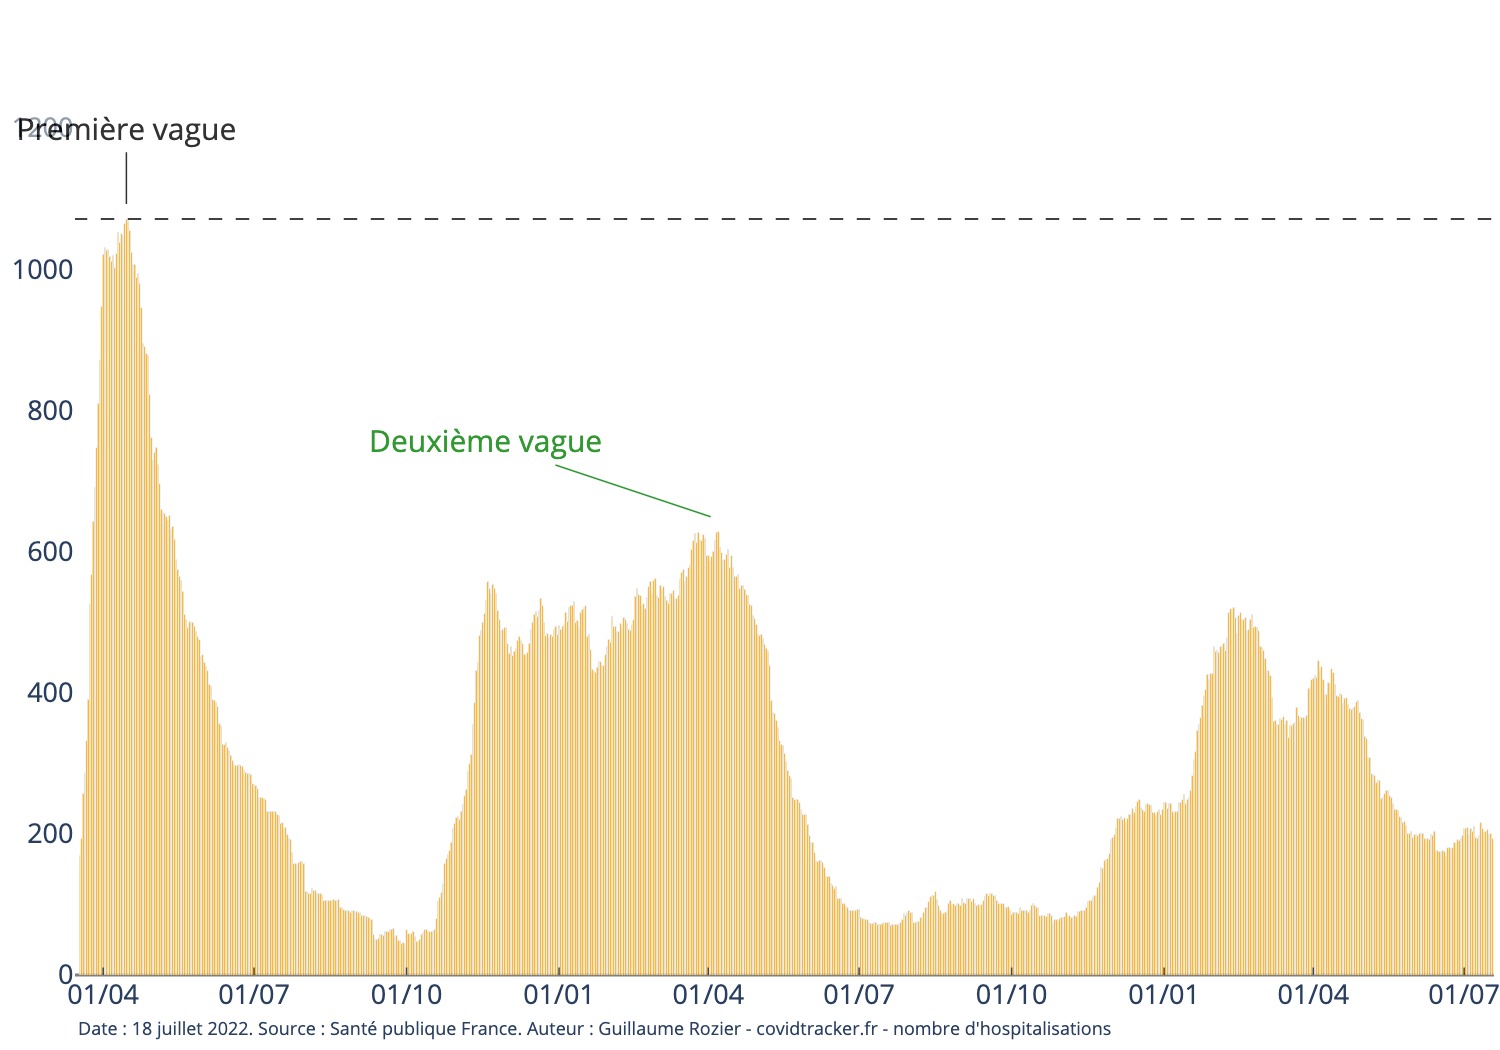 1200
Première vague
1000
800
Deuxième vague
600
400
200
0
01/04 01/07 01/10 01/01 01/04 01/07 01/10 01/01 01/04 01/07
Date : 18 juillet 2022. Source : Santé publique France. Auteur : Guillaume Rozier - covidtracker.fr - nombre d'hospitalisations